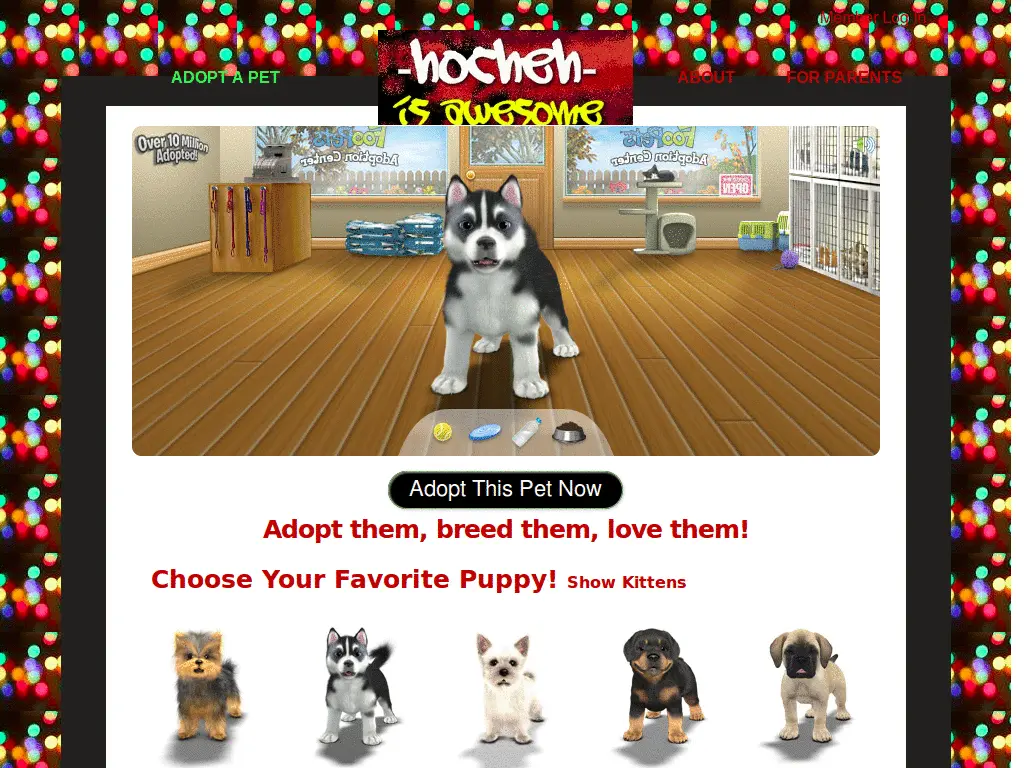 Member Log In
ADOPT A PET
-hocheh-
is awesome
ABOUT
FOR PARENTS
Over 10 Million
Adopted!
FooPets
Adoption Center
FooPets
Adoption Center
OPEN
Adopt This Pet Now
Adopt them, breed them, love them!
Choose Your Favorite Puppy! Show Kittens